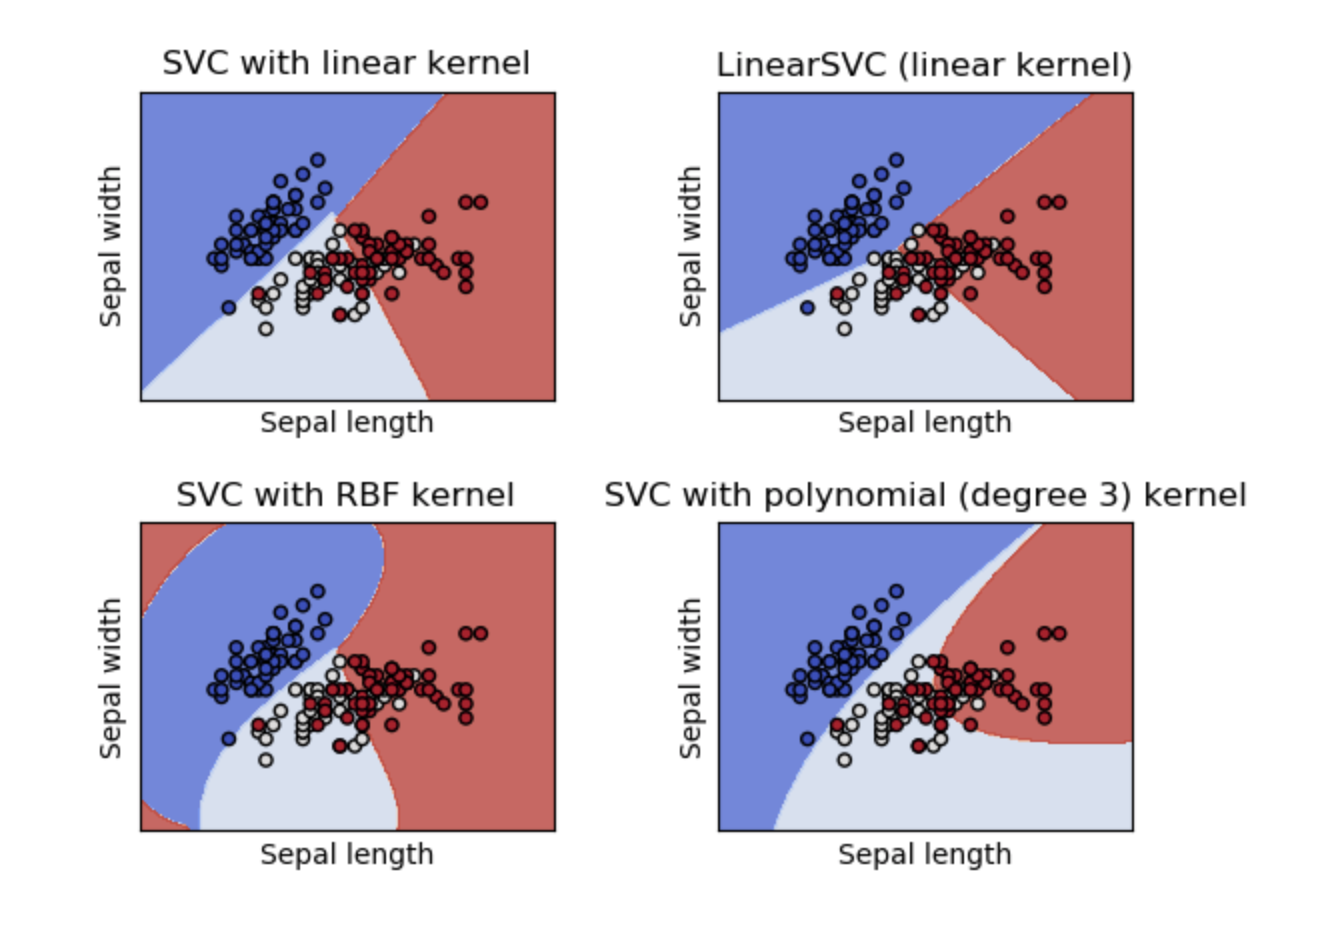 SVC with linear kernel
LinearSVC (linear kernel)
Sepal width
Sepal width
Sepal length
Sepal length
SVC with RBF kernel
SVC with polynomial (degree 3) kernel
Sepal width
Sepal width
Sepal length
Sepal length